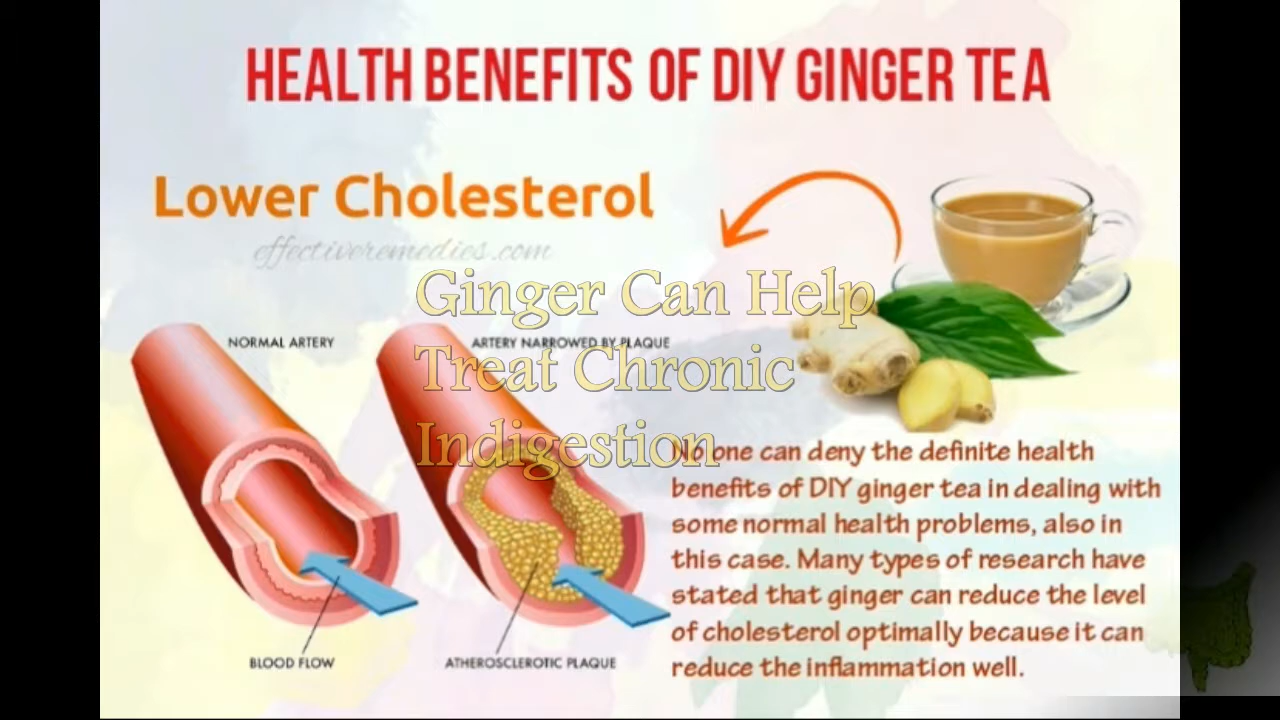 HEALTH BENEFITS OF DIY GINGER TEA
Lower Cholesterol
effectiveremedies.com
Ginger Can Help
Treat Chronic
Indigestion
NORMAL ARTERY
ARTERY NARROWED BY PLAQUE
No one can deny the definite health
benefits of DIY ginger tea in dealing with
some normal health problems, also in
this case. Many types of research have
stated that ginger can reduce the level
of cholesterol optimally because it can
reduce the inflammation well.
BLOOD FLOW
ATHEROSCLEROTIC PLAQUE